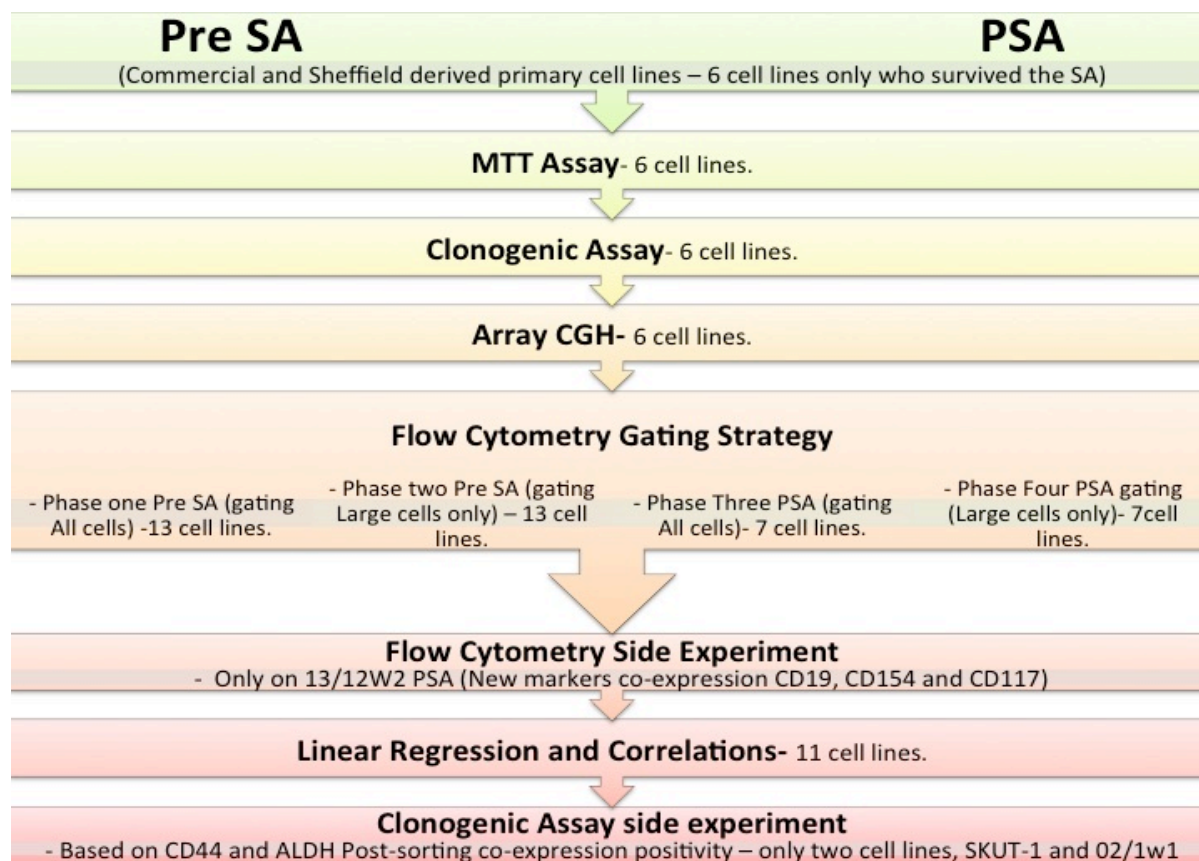 Pre SA
PSA
(Commercial and Sheffield derived primary cell lines – 6 cell lines only who survived the SA)
MTT Assay- 6 cell lines.
Clonogenic Assay- 6 cell lines.
Array CGH- 6 cell lines.
Flow Cytometry Gating Strategy
- Phase one Pre SA (gating
All cells) -13 cell lines.
- Phase two Pre SA (gating
Large cells only) – 13 cell
lines.
- Phase Three PSA (gating
All cells)- 7 cell lines.
- Phase Four PSA gating
(Large cells only)- 7cell
lines.
Flow Cytometry Side Experiment
- Only on 13/12W2 PSA (New markers co-expression CD19, CD154 and CD117)
Linear Regression and Correlations- 11 cell lines.
Clonogenic Assay side experiment
- Based on CD44 and ALDH Post-sorting co-expression positivity – only two cell lines, SKUT-1 and 02/1w1